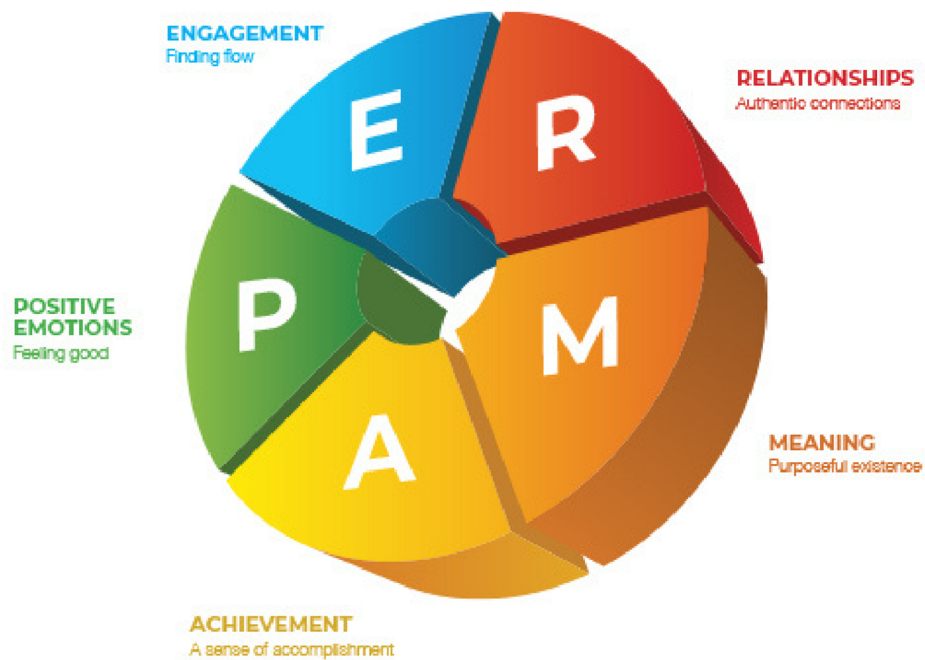 ENGAGEMENT
Finding flow
RELATIONSHIPS
Authentic connections
E
R
P
M
A
POSITIVE
EMOTIONS
Feeling good
MEANING
Purposeful existence
ACHIEVEMENT
A sense of accomplishment